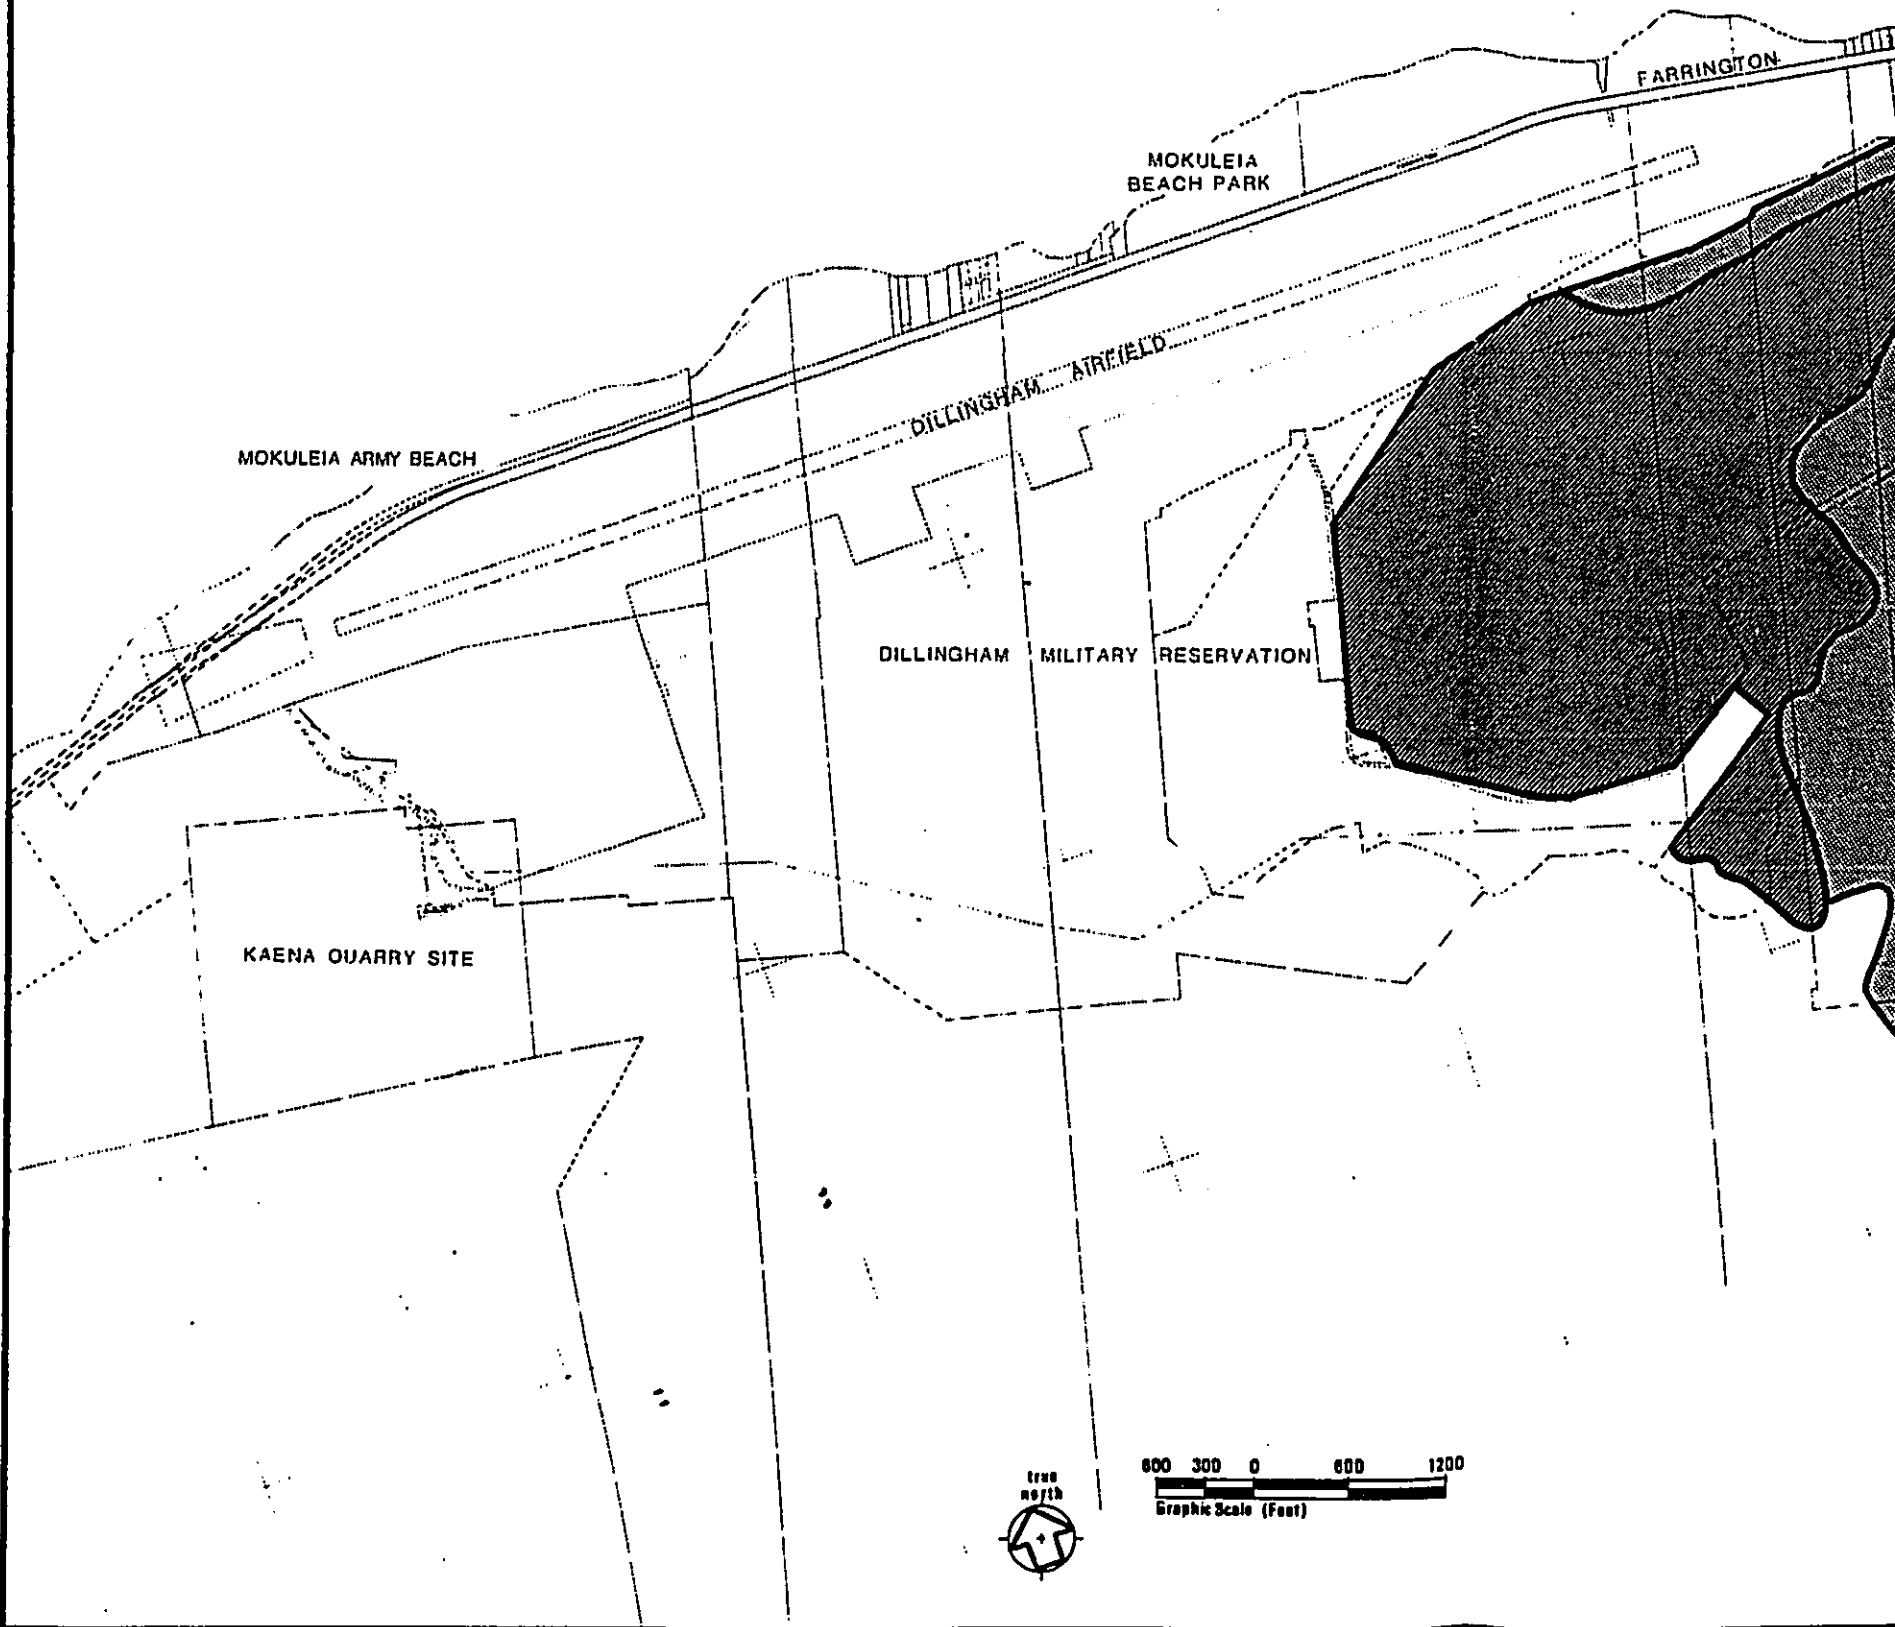 FARRINGTON
MOKULEIA
BEACH PARK
DILLINGHAM AIRFIELD
MOKULEIA ARMY BEACH
DILLINGHAM MILITARY RESERVATION
KAENA QUARRY SITE
true
north
600 300 0 600 1200
Graphic Scale (Feet)